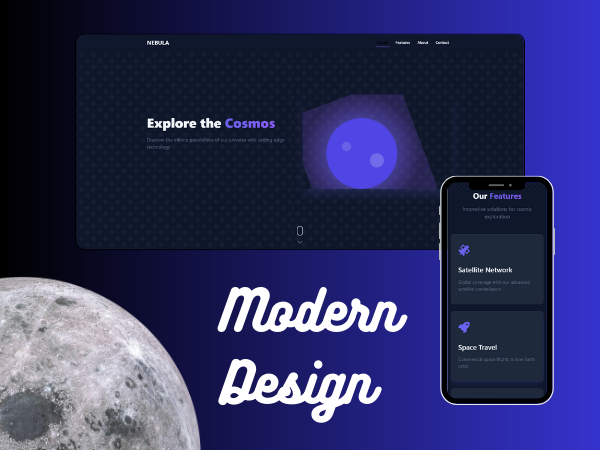 NEBULA
Features About Contact
Explore the Cosmos
Discover the infinite possibilities of our universe with cutting-edge
technology
Our Features
Innovative solutions for cosmic
exploration
Satellite Network
Global coverage with our advanced
satellite constellation
Space Travel
Commercial space flights to low Earth
orbit
Modern
Design